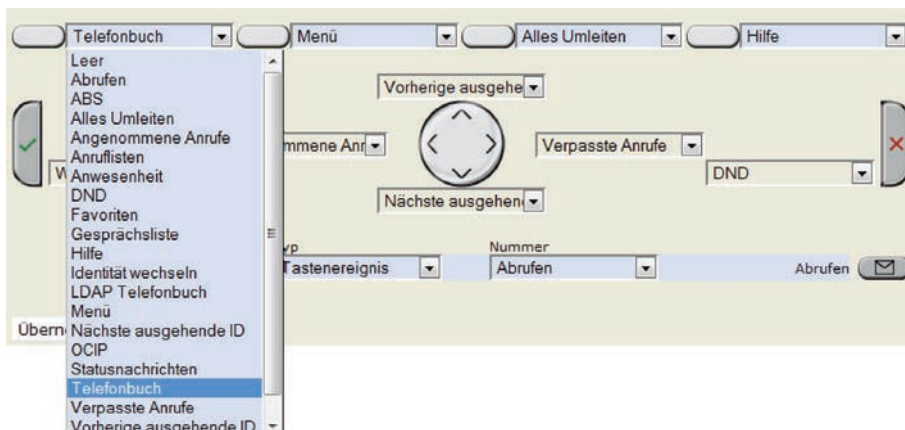 Telefonbuch Menü Alles Umleiten Hilfe
Leer
Abrufen
ABS
Alles Umleiten
Angenommene Anrufe
Anruflisten
Anwesenheit
DND
Favoriten
Gesprächsliste
Hilfe
Identität wechseln
LDAP Telefonbuch
Menü
Nächste ausgehende ID
OCIP
Statusnachrichten
Telefonbuch
Verpasste Anrufe
Vorherige ausgehende ID
Vorherige ausgehe
mmene Anr Verpasste Anrufe
W DND
Nächste ausgehen
yp Nummer
Tastenereignis Abrufen Abrufen
Übern